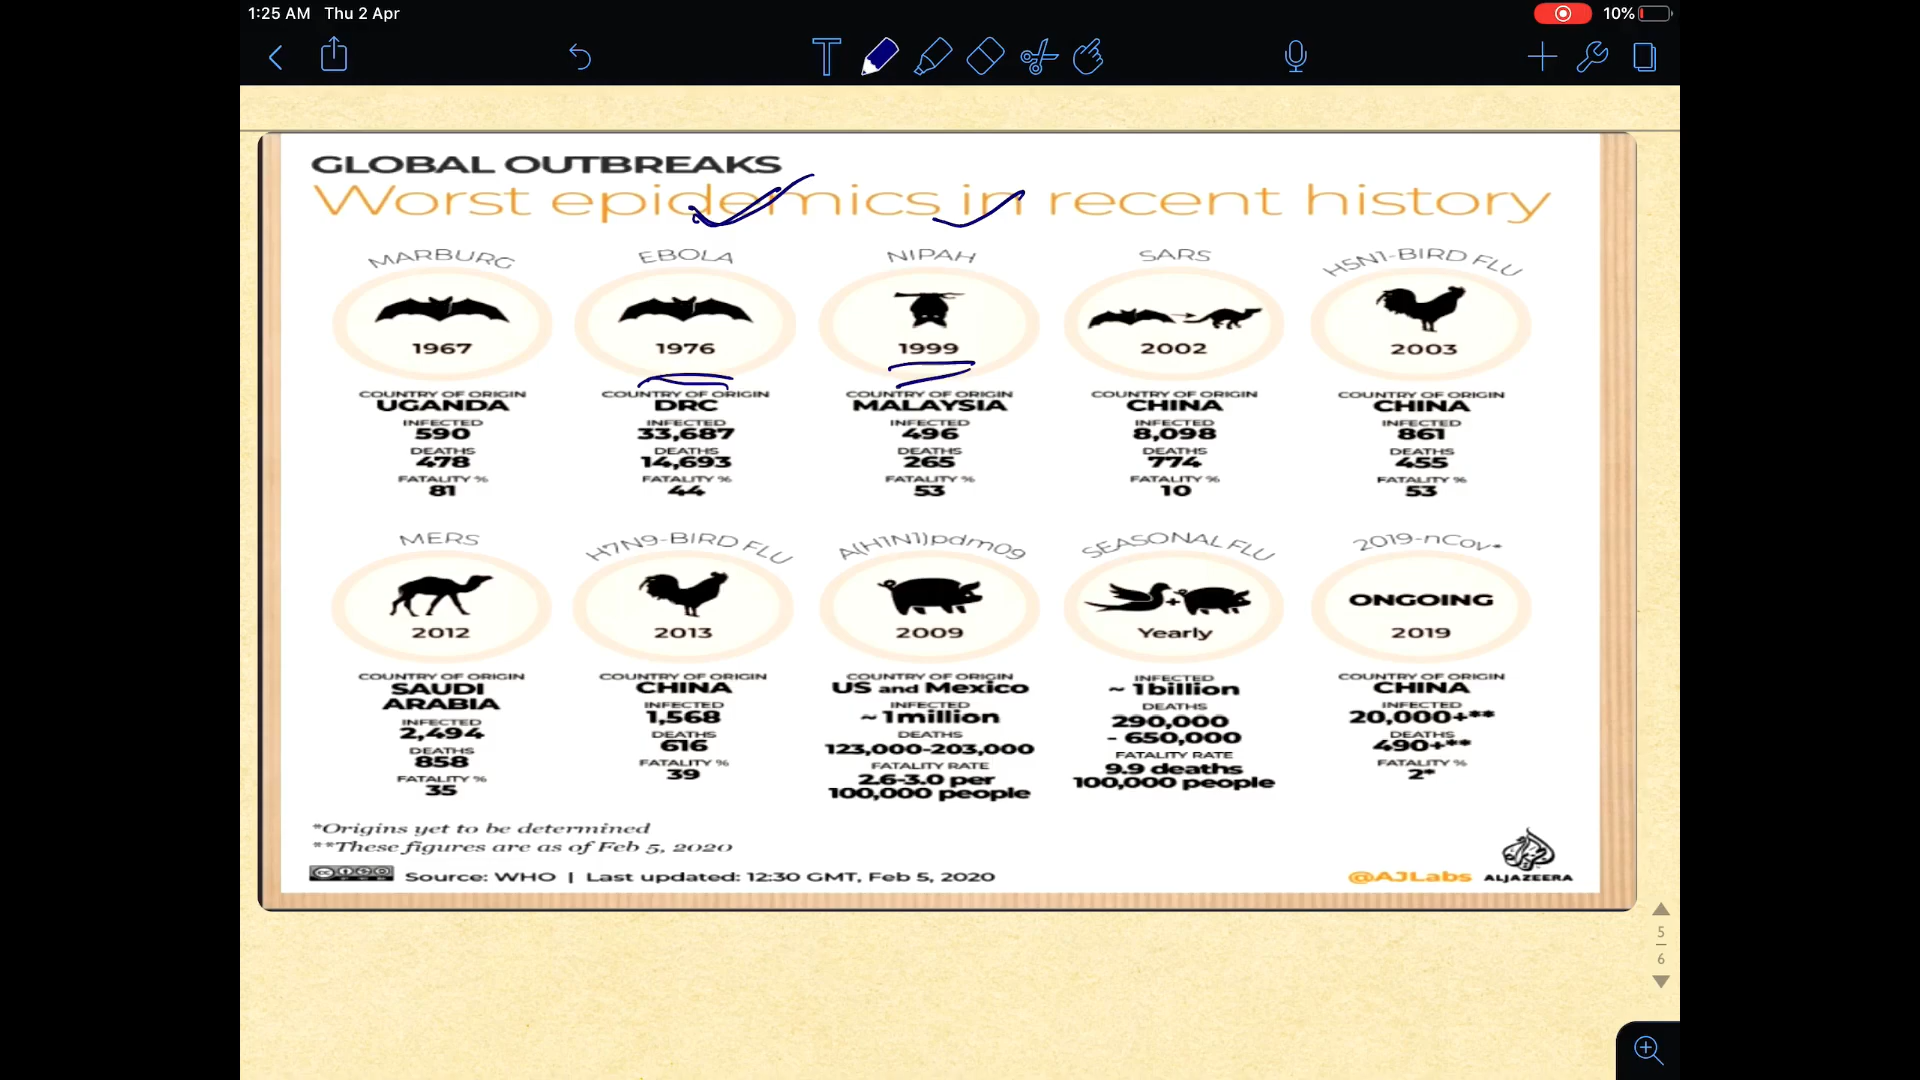 1:25 AM Thu 2 Apr
10%
T
GLOBAL OUTBREAKS
Worst epidemics in recent history
MARBURG
1967
COUNTRY OF ORIGIN
UGANDA
INFECTED
590
DEATHS
478
FATALITY %
81
EBOLA
1976
COUNTRY OF ORIGIN
DRC
INFECTED
33,687
DEATHS
14,693
FATALITY %
44
NIPAH
1999
COUNTRY OF ORIGIN
MALAYSIA
INFECTED
496
DEATHS
265
FATALITY %
53
SARS
2002
COUNTRY OF ORIGIN
CHINA
INFECTED
8,098
DEATHS
774
FATALITY %
10
H5N1-BIRD FLU
2003
COUNTRY OF ORIGIN
CHINA
INFECTED
861
DEATHS
455
FATALITY %
53
MERS
2012
COUNTRY OF ORIGIN
SAUDI
ARABIA
INFECTED
2,494
DEATHS
858
FATALITY %
35
H7N9-BIRD FLU
2013
COUNTRY OF ORIGIN
CHINA
INFECTED
1,568
DEATHS
616
FATALITY %
39
A(H1N1)pdm09
2009
COUNTRY OF ORIGIN
US and Mexico
INFECTED
~1million
DEATHS
123,000-203,000
FATALITY RATE
2.6-3.0 per
100,000 people
SEASONAL FLU
Yearly
INFECTED
~ 1billion
DEATHS
290,000
- 650,000
FATALITY RATE
9.9 deaths
100,000 people
2019-nCov*
ONGOING
2019
COUNTRY OF ORIGIN
CHINA
INFECTED
20,000+**
DEATHS
490+**
FATALITY %
2*
*Origins yet to be determined
**These figures are as of Feb 5, 2020
Source: WHO | Last updated: 12:30 GMT, Feb 5, 2020
@AJLabs
ALJAZEERA
5
6